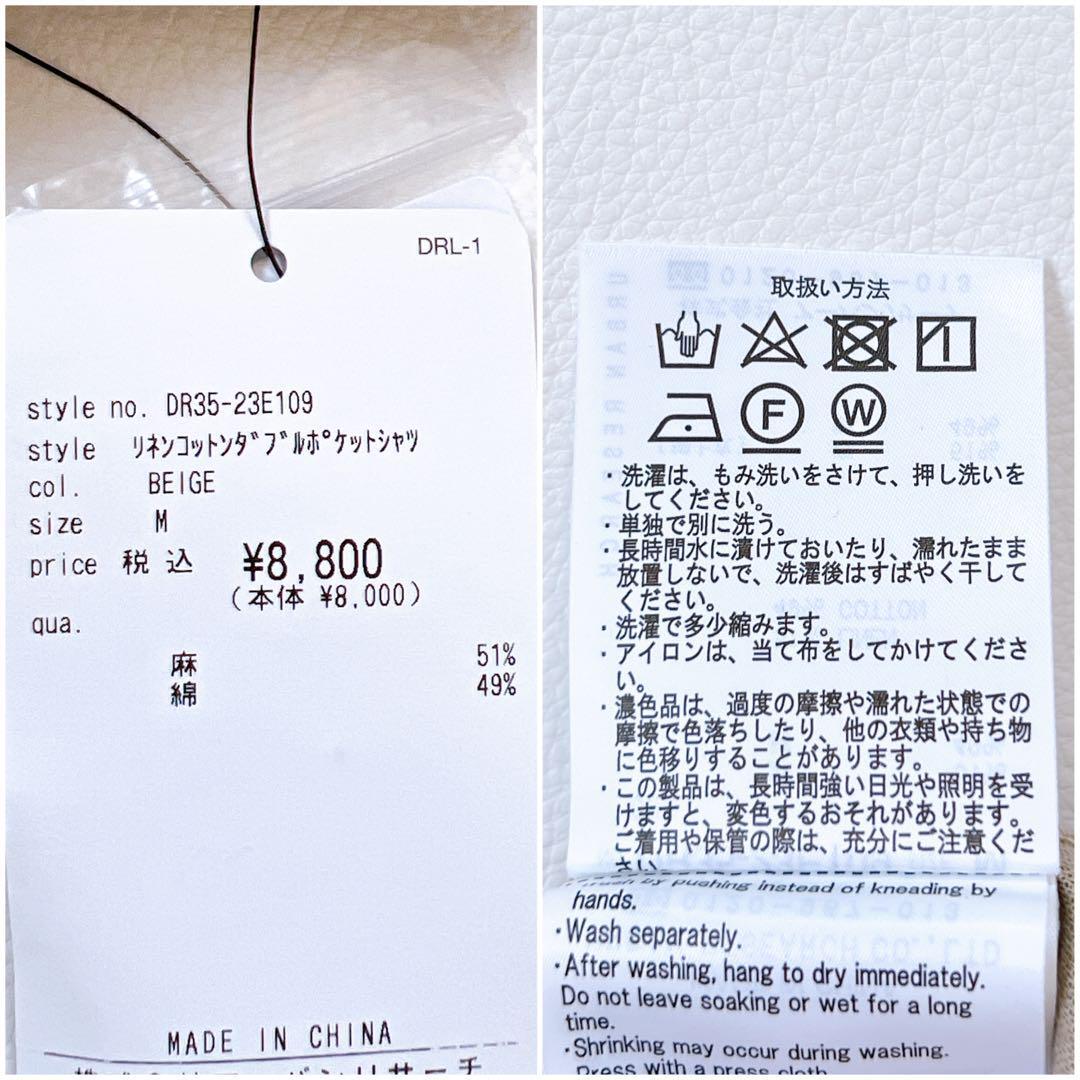 DRL-1
style no. DR35-23E109
style リネンコットンダブルポケットシャツ
col. BEIGE
size M
price 税込 ¥8,800
(本体 ¥8,000)
qua.
麻 51%
綿 49%
MADE IN CHINA
取扱い方法
F W
・洗濯は、もみ洗いをさけて、押し洗いを
してください。
・単独で別に洗う。
・長時間水に漬けておいたり、濡れたまま
放置しないで、洗濯後はすばやく干して
ください。
・洗濯で多少縮みます。
・アイロンは、当て布をしてかけてくださ
い。
・濃色品は、過度の摩擦や濡れた状態での
摩擦で色落ちしたり、他の衣類や持ち物
に色移りすることがあります。
・この製品は、長時間強い日光や照明を受
けますと、変色するおそれがあります。
ご着用や保管の際は、充分にご注意くだ
さい。
by pushing instead of kneading by
hands.
・Wash separately.
・After washing, hang to dry immediately.
Do not leave soaking or wet for a long
time.
・Shrinking may occur during washing.
Press with a press cloth